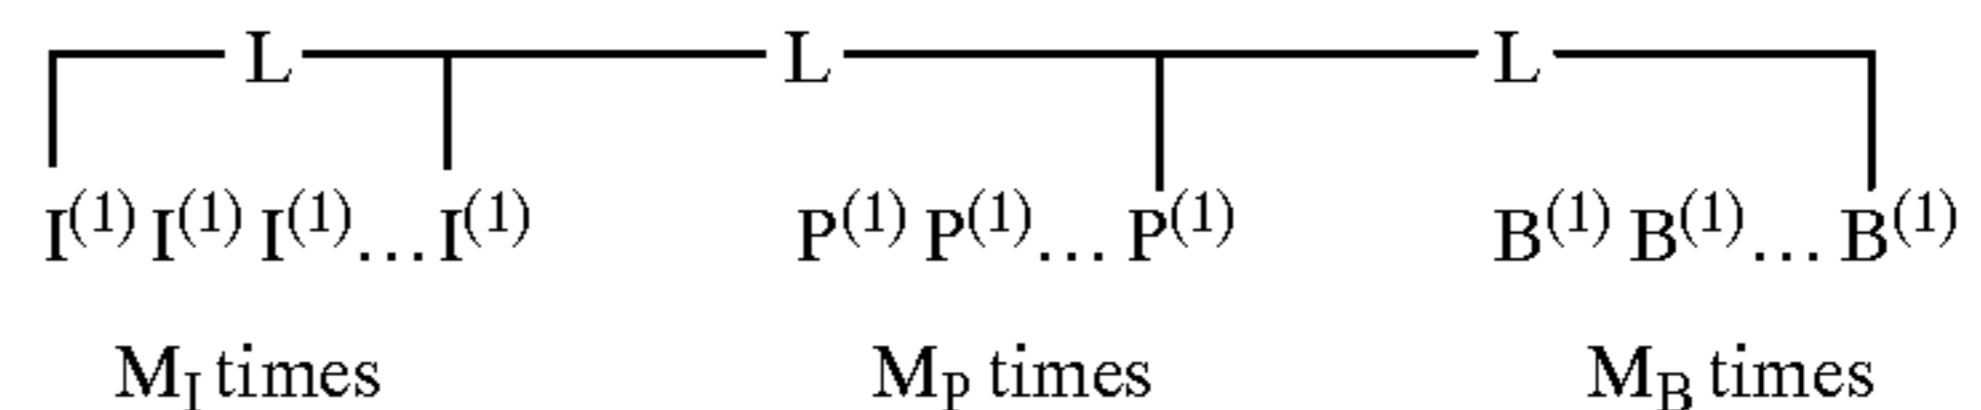 L L L
I(1) I(1) I(1)...I(1) P(1) P(1)... P(1) B(1) B(1)... B(1)
MI times MP times MB times